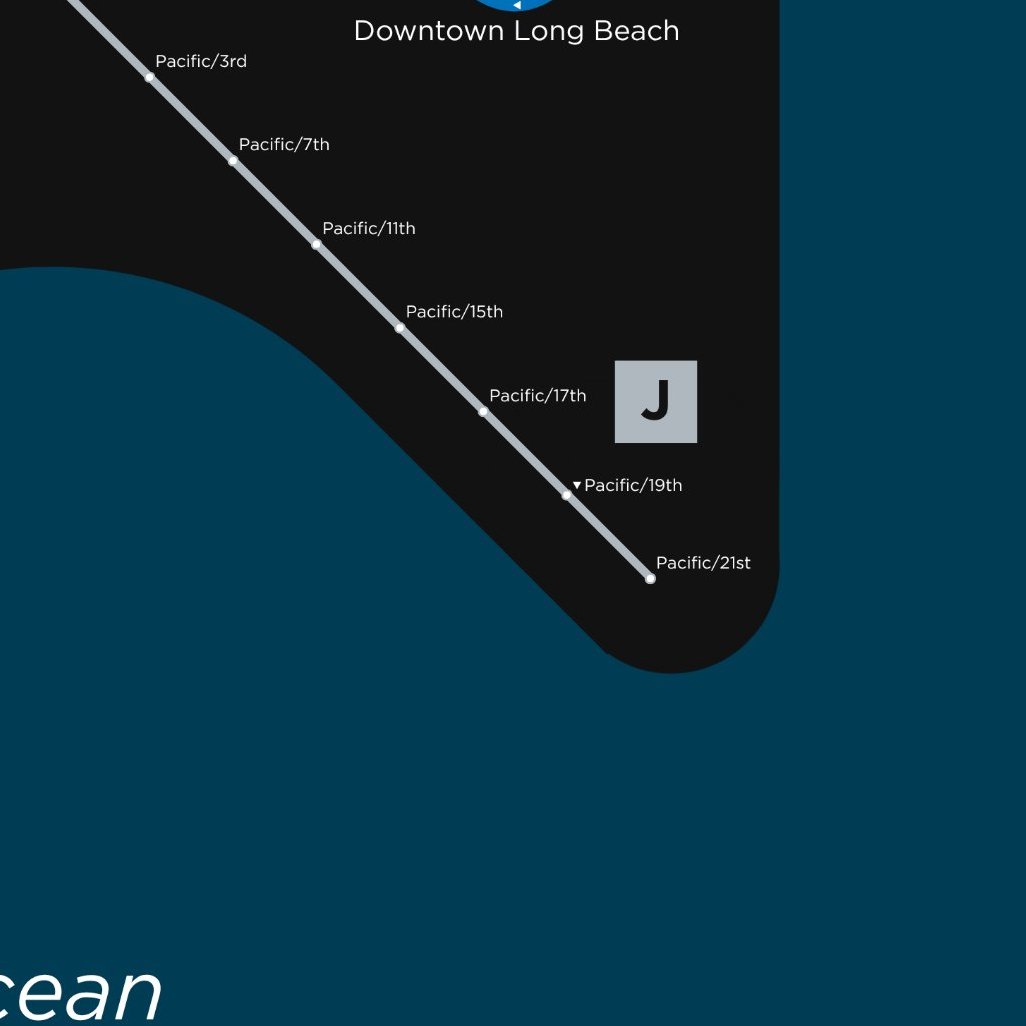 Downtown Long Beach
Pacific/3rd
Pacific/7th
Pacific/11th
Pacific/15th
Pacific/17th
J
Pacific/19th
Pacific/21st
cean